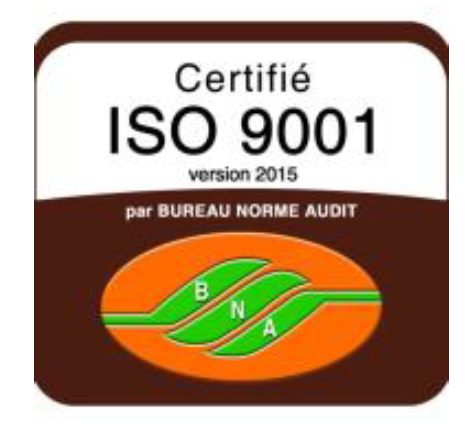 Certifié
ISO 9001
version 2015
par BUREAU NORME AUDIT
B
N
A